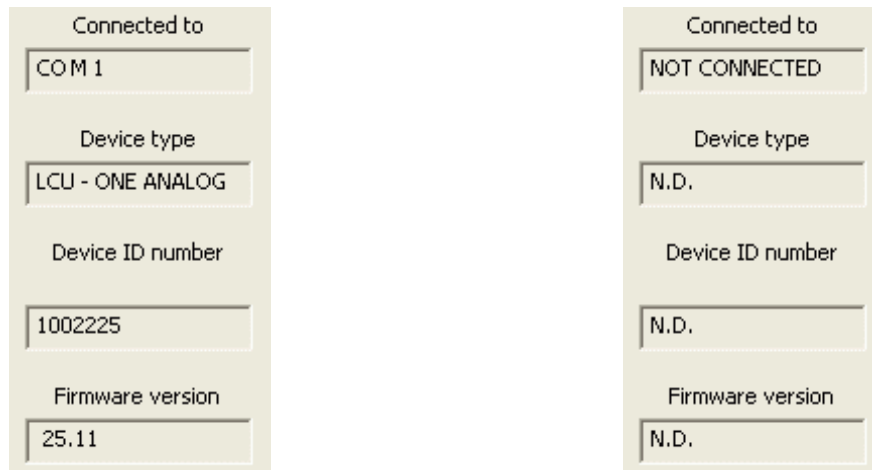 Connected to
COM 1
Device type
LCU - ONE ANALOG
Device ID number
1002225
Firmware version
25.11
Connected to
NOT CONNECTED
Device type
N.D.
Device ID number
N.D.
Firmware version
N.D.